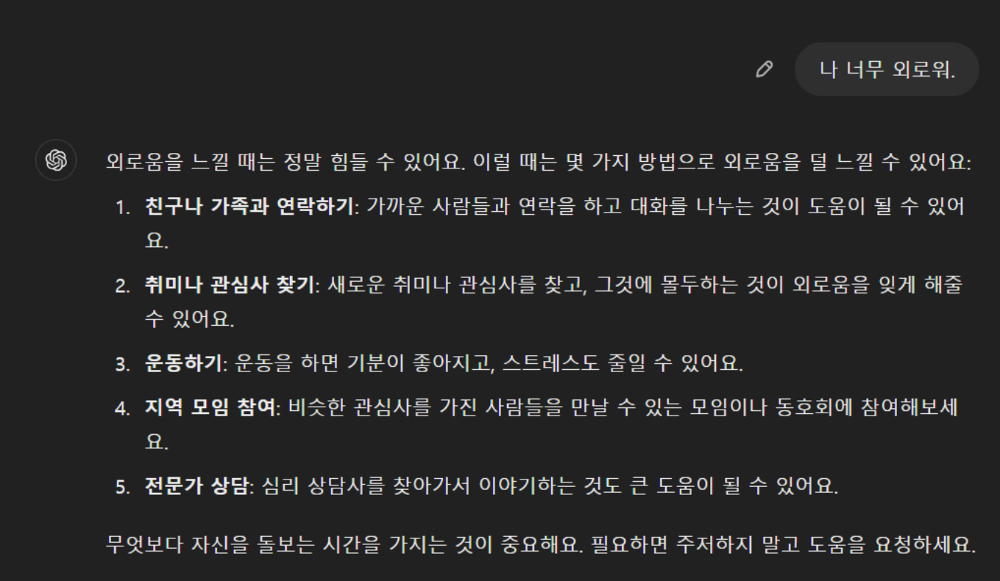 나 너무 외로워.
외로움을 느낄 때는 정말 힘들 수 있어요. 이럴 때는 몇 가지 방법으로 외로움을 덜 느낄 수 있어요:
1. 친구나 가족과 연락하기: 가까운 사람들과 연락을 하고 대화를 나누는 것이 도움이 될 수 있어
요.
2. 취미나 관심사 찾기: 새로운 취미나 관심사를 찾고, 그것에 몰두하는 것이 외로움을 잊게 해줄
수 있어요.
3. 운동하기: 운동을 하면 기분이 좋아지고, 스트레스도 줄일 수 있어요.
4. 지역 모임 참여: 비슷한 관심사를 가진 사람들을 만날 수 있는 모임이나 동호회에 참여해보세
요.
5. 전문가 상담: 심리 상담사를 찾아가서 이야기하는 것도 큰 도움이 될 수 있어요.
무엇보다 자신을 돌보는 시간을 가지는 것이 중요해요. 필요하면 주저하지 말고 도움을 요청하세요.